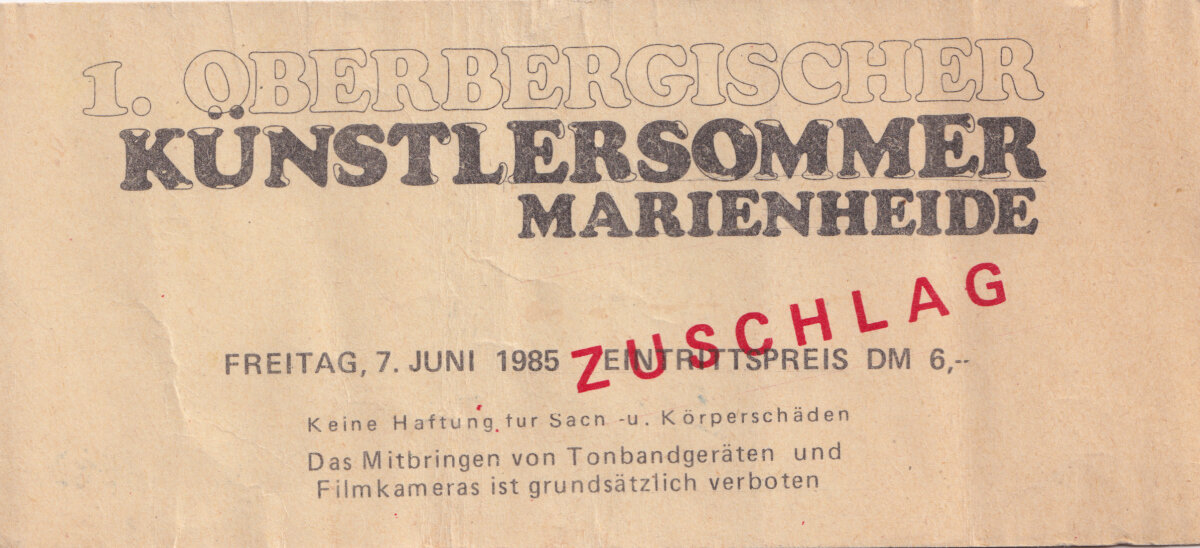 1. OBERBERGISCHER
KÜNSTLERSOMMER
MARIENHEIDE
ZUSCHLAG
FREITAG, 7. JUNI 1985 EINTRITTSPREIS DM 6,--
Keine Haftung fur Sacn -u. Körperschäden
Das Mitbringen von Tonbandgeräten und
Filmkameras ist grundsätzlich verboten